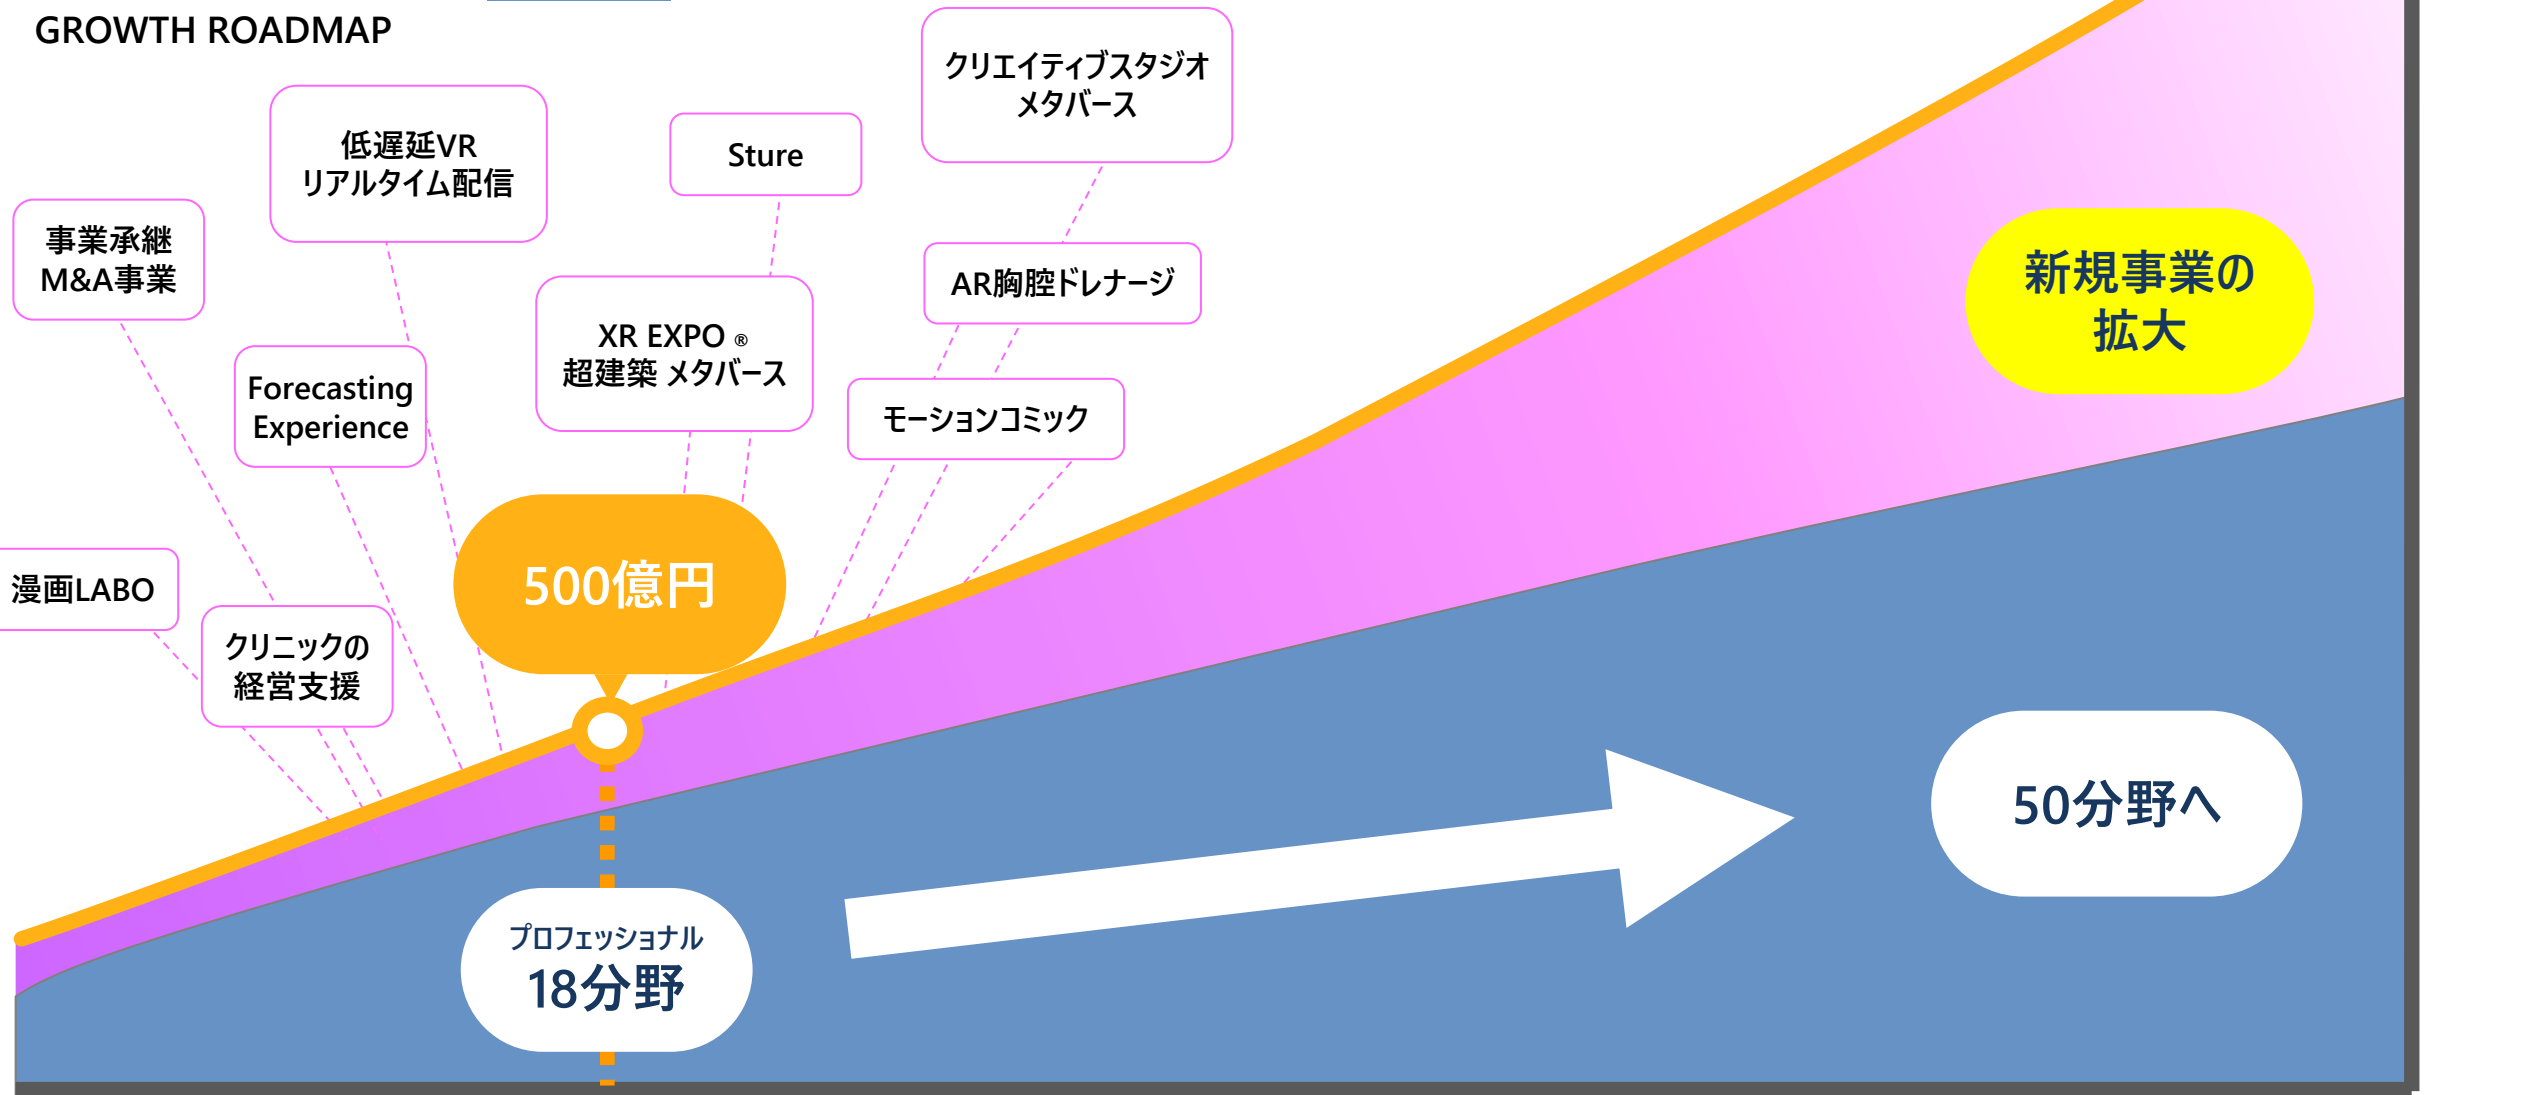 GROWTH ROADMAP
クリエイティブスタジオ
メタバース
低遅延VR
リアルタイム配信
Sture
事業承継
M&A事業
AR胸腔ドレナージ
XR EXPO ®
超建築 メタバース
Forecasting
Experience
モーションコミック
漫画LABO
クリニックの
経営支援
500億円
新規事業の
拡大
プロフェッショナル
18分野
50分野へ